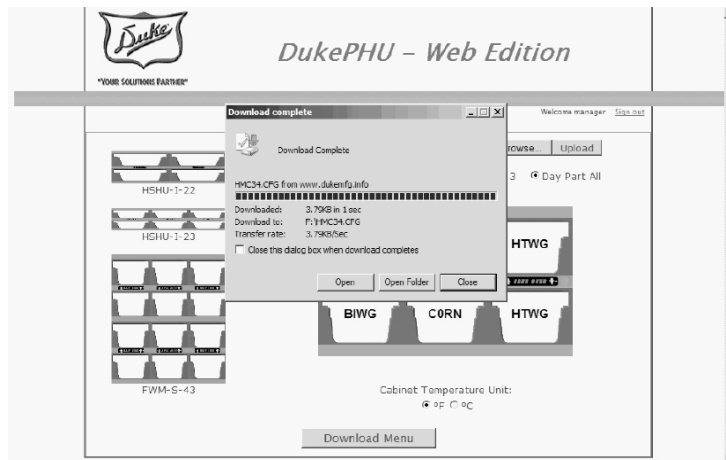 Duke
"YOUR SOLUTIONS PARTNER"
DukePHU – Web Edition
Welcome manager Sign out
Download complete
Download Complete
HMC34.CFG from www.dukemfg.info
Downloaded: 3.79KB in 1 sec
Download to: F:\HMC34.CFG
Transfer rate: 3.79KB/Sec
Close this dialog box when download completes
Open Open Folder Close
rowse... Upload
3 Day Part All
HSHU-I-22
HSHU-I-23
FWM-S-43
HTWG
BIWG CORN HTWG
Cabinet Temperature Unit:
ºF ºC
Download Menu